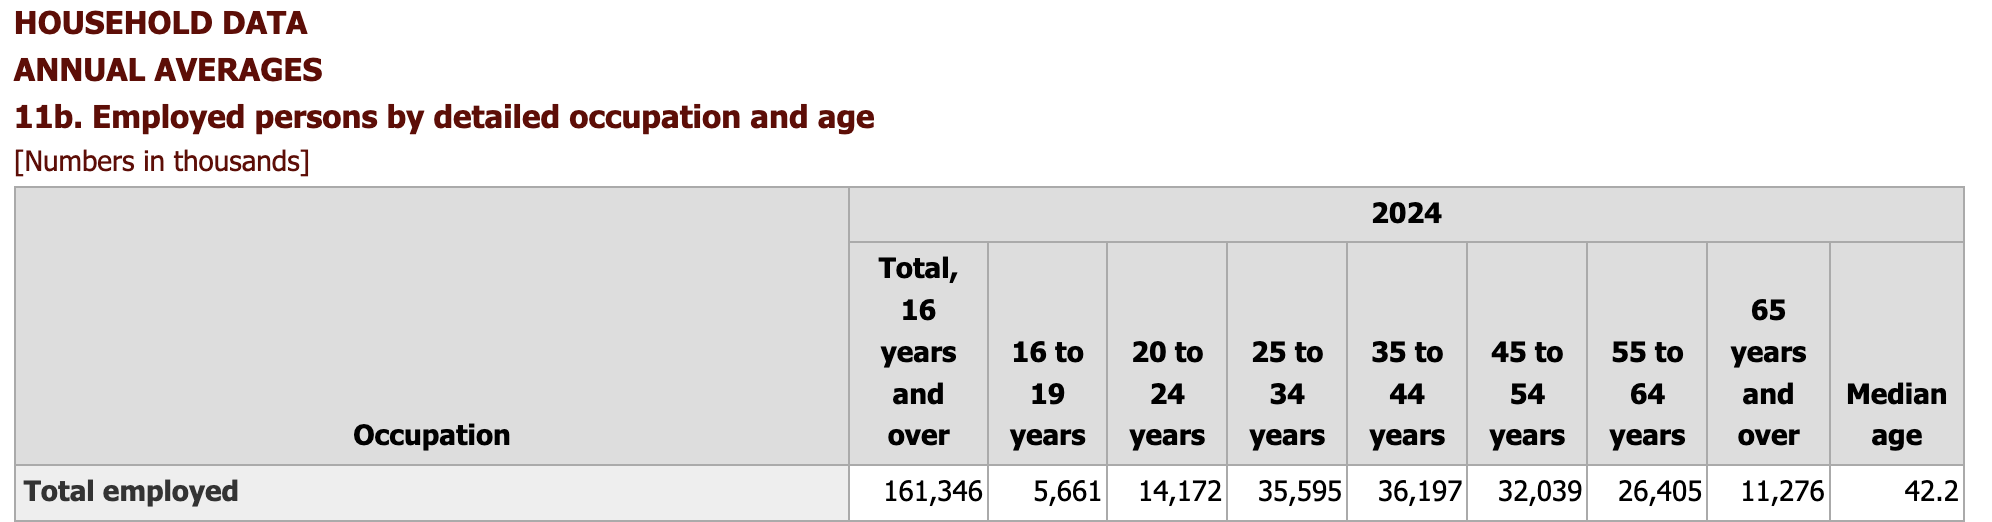 HOUSEHOLD DATA
ANNUAL AVERAGES
11b. Employed persons by detailed occupation and age
[Numbers in thousands]
Occupation
2024
Total,
16
years
and
over
16 to
19
years
20 to
24
years
25 to
34
years
35 to
44
years
45 to
54
years
55 to
64
years
65
years
and
over
Median
age
Total employed 161,346 5,661 14,172 35,595 36,197 32,039 26,405 11,276 42.2